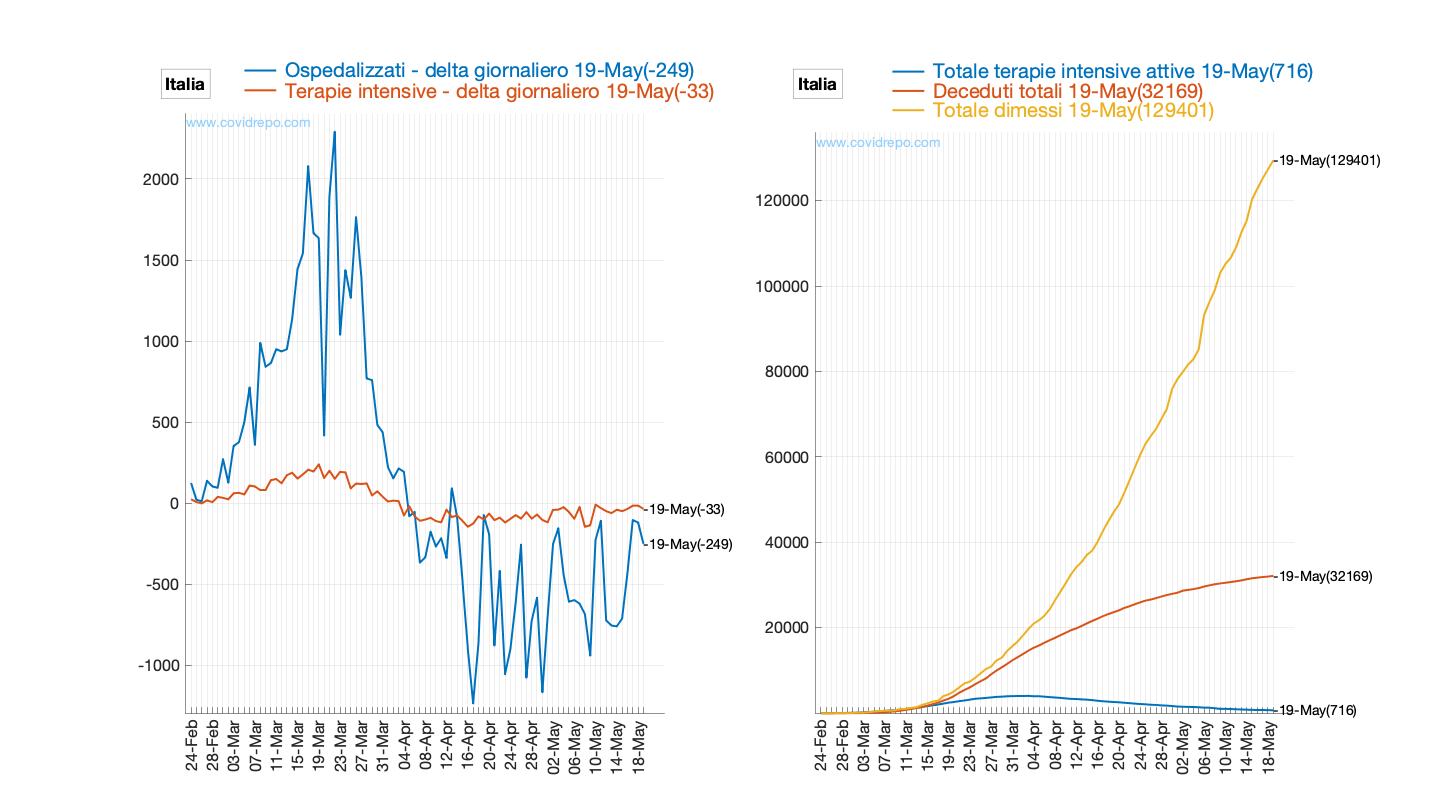 Italia
Ospedalizzati - delta giornaliero 19-May(-249)
Terapie intensive - delta giornaliero 19-May(-33)
www.covidrepo.com
2000
1500
1000
500
0
-500
-1000
19-May(-33)
19-May(-249)
24-Feb
28-Feb
03-Mar
07-Mar
11-Mar
15-Mar
19-Mar
23-Mar
27-Mar
31-Mar
04-Apr
08-Apr
12-Apr
16-Apr
20-Apr
24-Apr
28-Apr
02-May
06-May
10-May
14-May
18-May
Italia
Totale terapie intensive attive 19-May(716)
Deceduti totali 19-May(32169)
Totale dimessi 19-May(129401)
www.covidrepo.com
120000
100000
80000
60000
40000
20000
19-May(129401)
19-May(32169)
19-May(716)
24-Feb
28-Feb
03-Mar
07-Mar
11-Mar
15-Mar
19-Mar
23-Mar
27-Mar
31-Mar
04-Apr
08-Apr
12-Apr
16-Apr
20-Apr
24-Apr
28-Apr
02-May
06-May
10-May
14-May
18-May